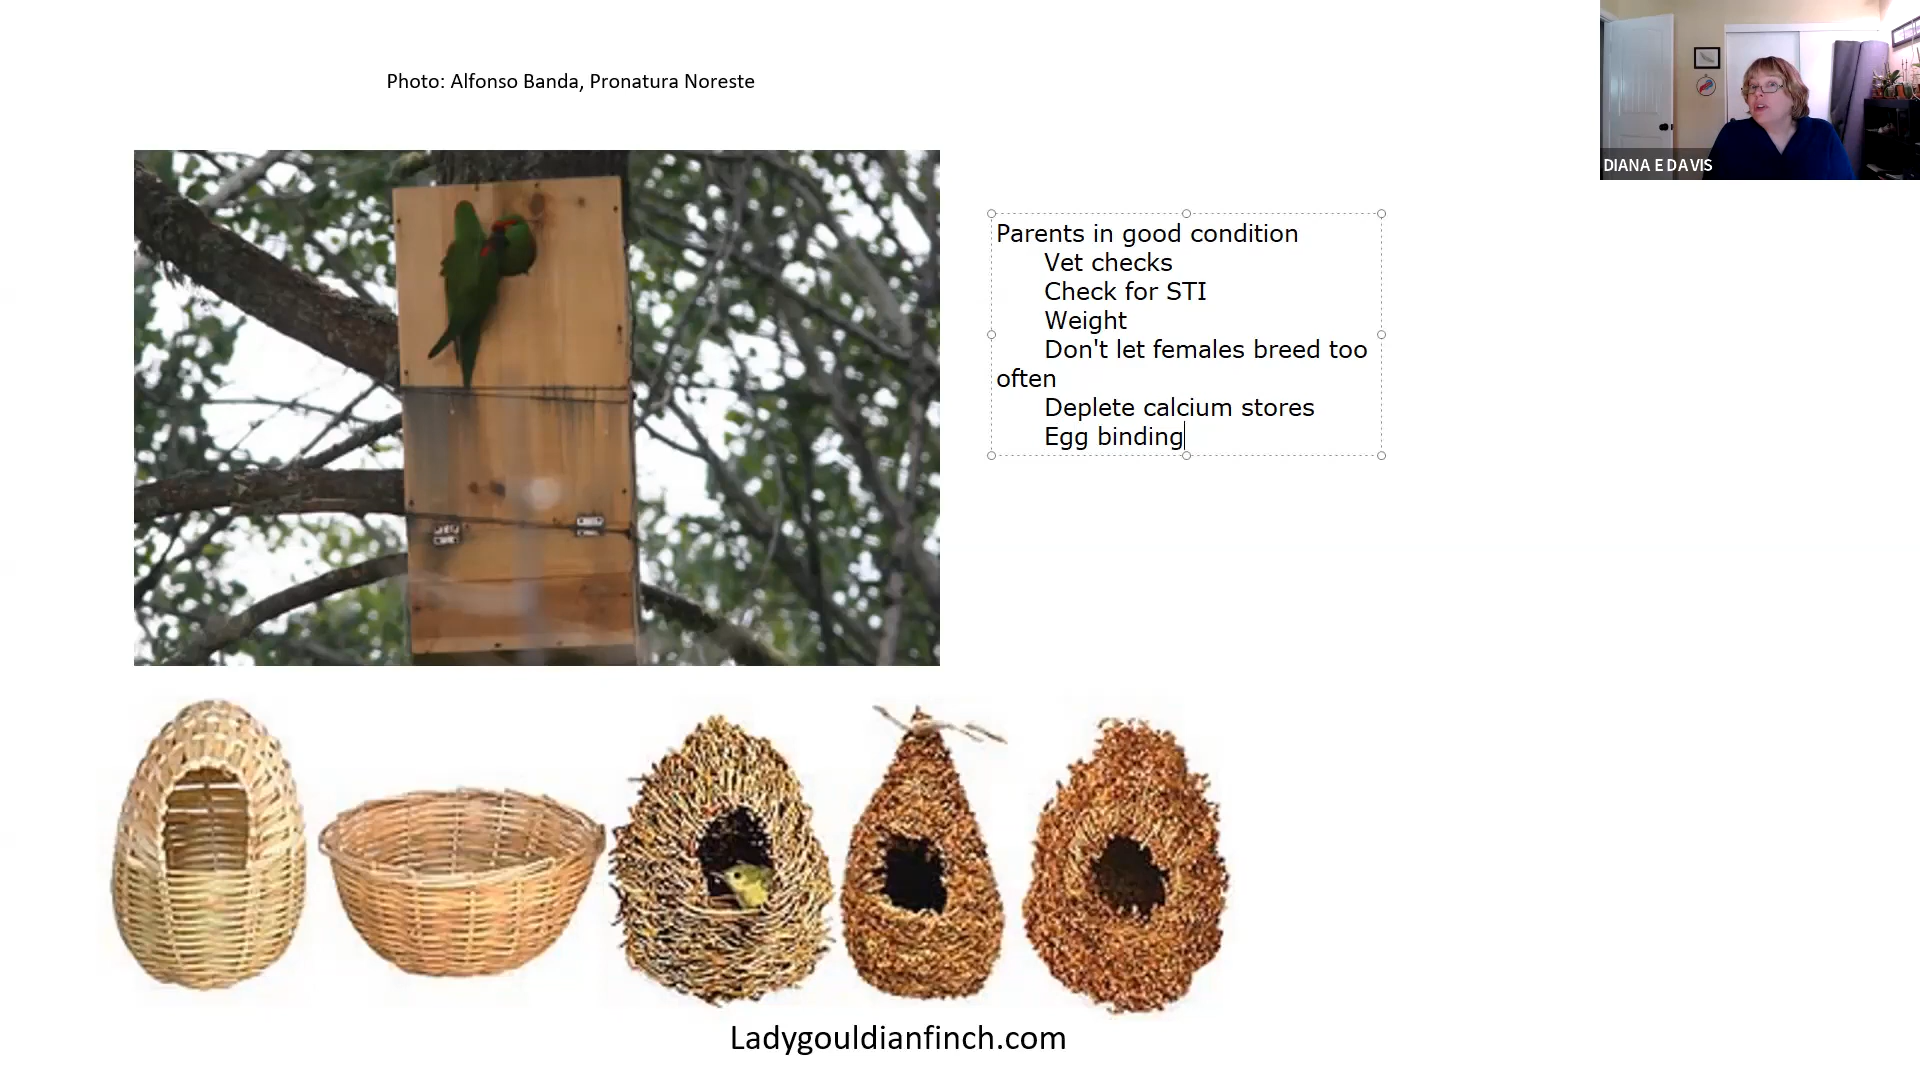 Photo: Alfonso Banda, Pronatura Noreste
DIANA E DAVIS
Parents in good condition
Vet checks
Check for STI
Weight
Don't let females breed too
often
Deplete calcium stores
Egg binding
Ladygouldianfinch.com